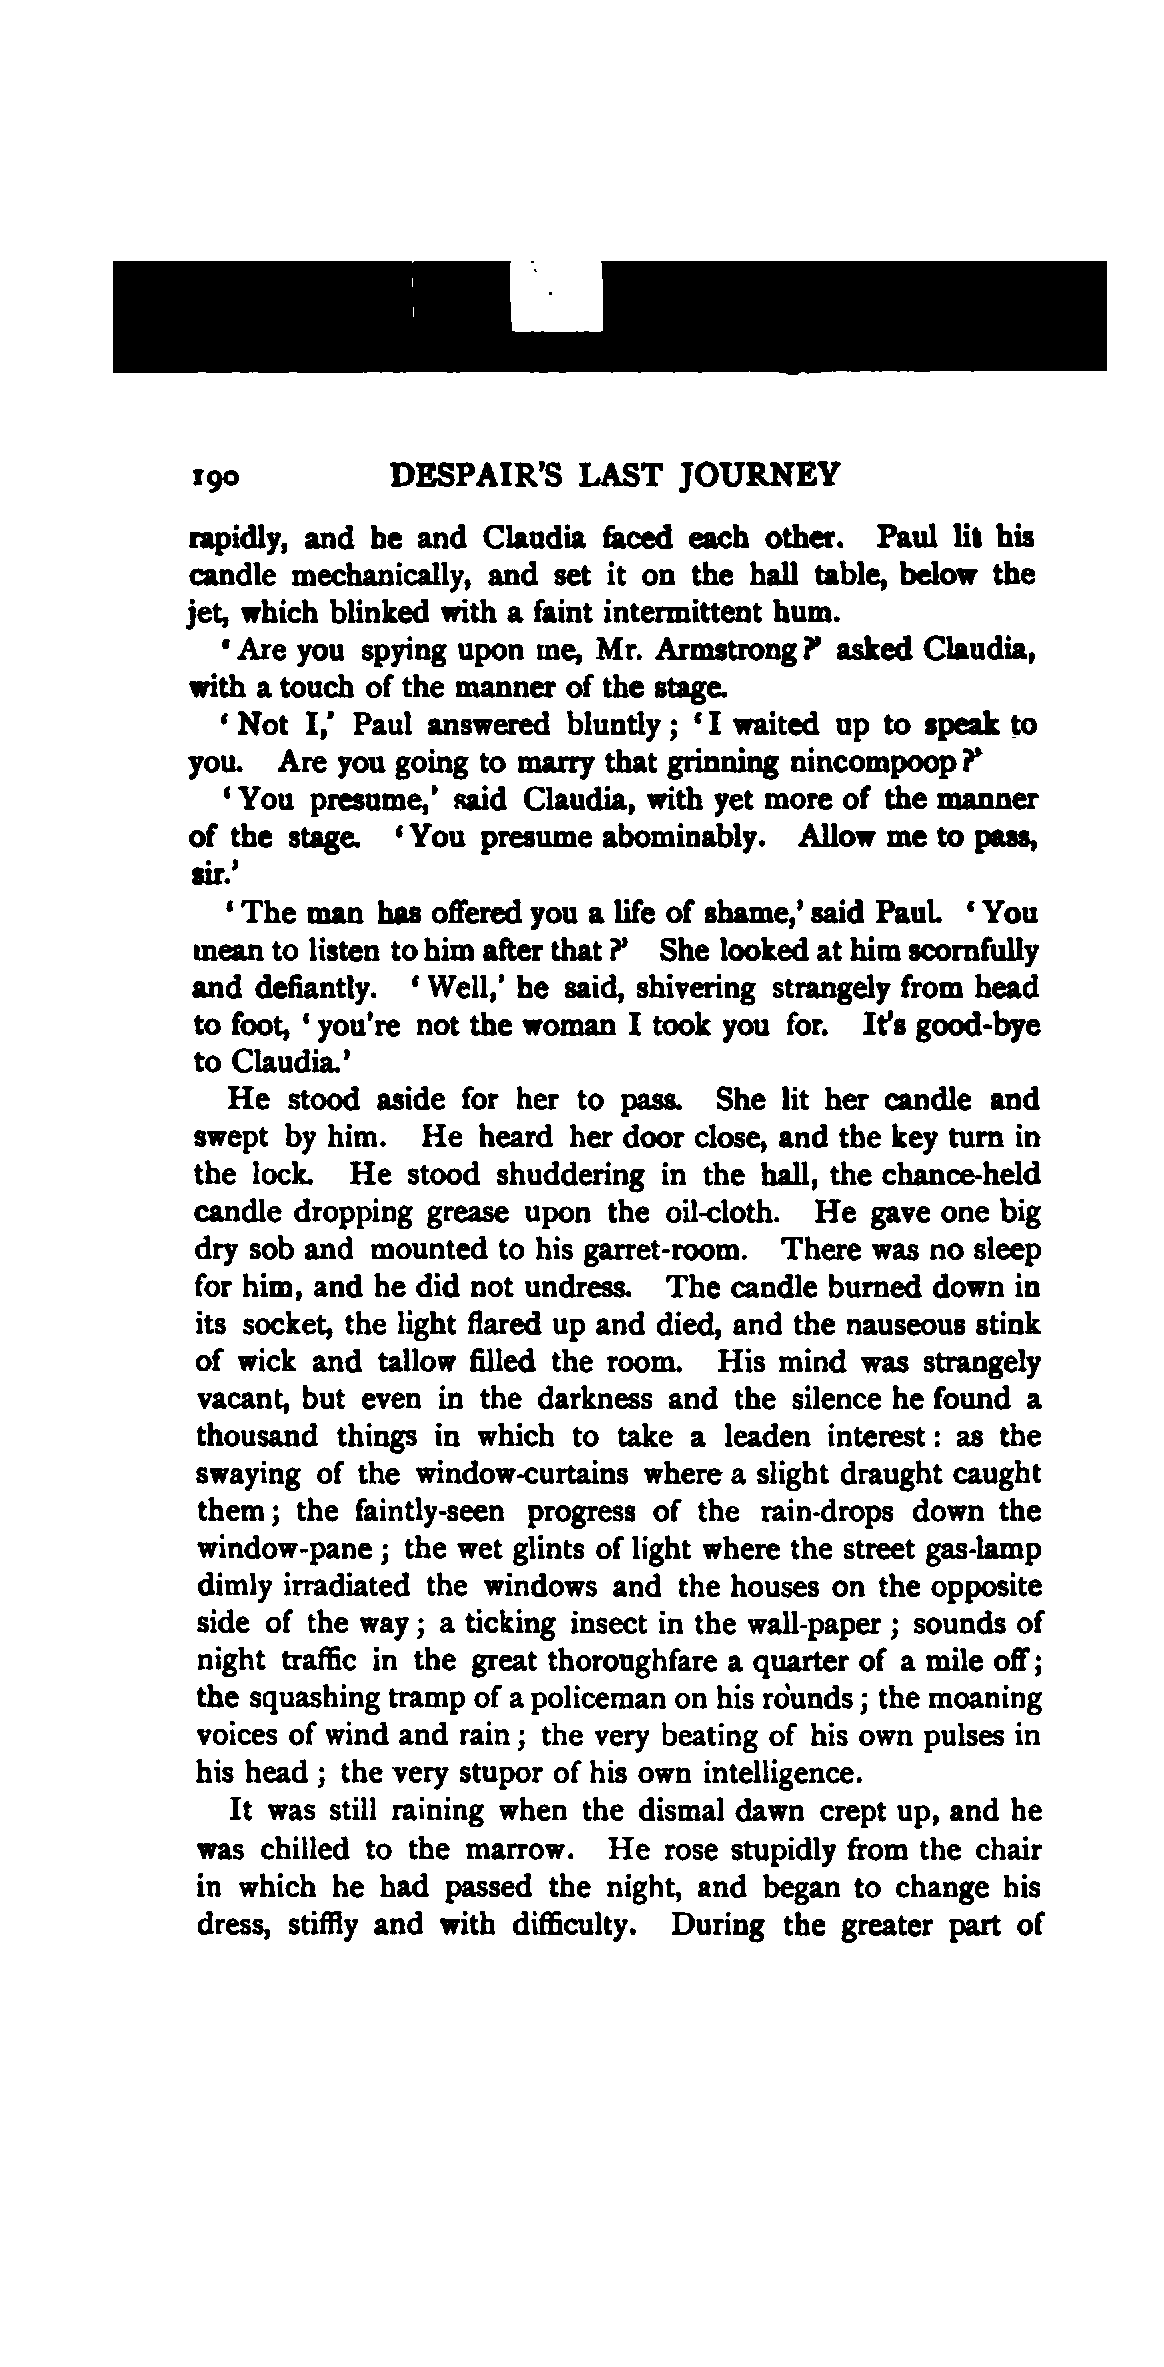 190 DESPAIR'S LAST JOURNEY
rapidly, and he and Claudia faced each other. Paul lit his
candle mechanically, and set it on the hall table, below the
jet, which blinked with a faint intermittent hum.
'Are you spying upon me, Mr. Armstrong?' asked Claudia,
with a touch of the manner of the stage.
'Not I,' Paul answered bluntly; 'I waited up to speak to
you. Are you going to marry that grinning nincompoop?'
'You presume,' said Claudia, with yet more of the manner
of the stage. 'You presume abominably. Allow me to pass,
sir.'
'The man has offered you a life of shame,' said Paul. 'You
mean to listen to him after that?' She looked at him scornfully
and defiantly. 'Well,' he said, shivering strangely from head
to foot, 'you're not the woman I took you for. It's good-bye
to Claudia.'
He stood aside for her to pass. She lit her candle and
swept by him. He heard her door close, and the key turn in
the lock. He stood shuddering in the hall, the chance-held
candle dropping grease upon the oil-cloth. He gave one big
dry sob and mounted to his garret-room. There was no sleep
for him, and he did not undress. The candle burned down in
its socket, the light flared up and died, and the nauseous stink
of wick and tallow filled the room. His mind was strangely
vacant, but even in the darkness and the silence he found a
thousand things in which to take a leaden interest: as the
swaying of the window-curtains where a slight draught caught
them; the faintly-seen progress of the rain-drops down the
window-pane; the wet glints of light where the street gas-lamp
dimly irradiated the windows and the houses on the opposite
side of the way; a ticking insect in the wall-paper; sounds of
night traffic in the great thoroughfare a quarter of a mile off;
the squashing tramp of a policeman on his rounds; the moaning
voices of wind and rain; the very beating of his own pulses in
his head; the very stupor of his own intelligence.
It was still raining when the dismal dawn crept up, and he
was chilled to the marrow. He rose stupidly from the chair
in which he had passed the night, and began to change his
dress, stiffly and with difficulty. During the greater part of